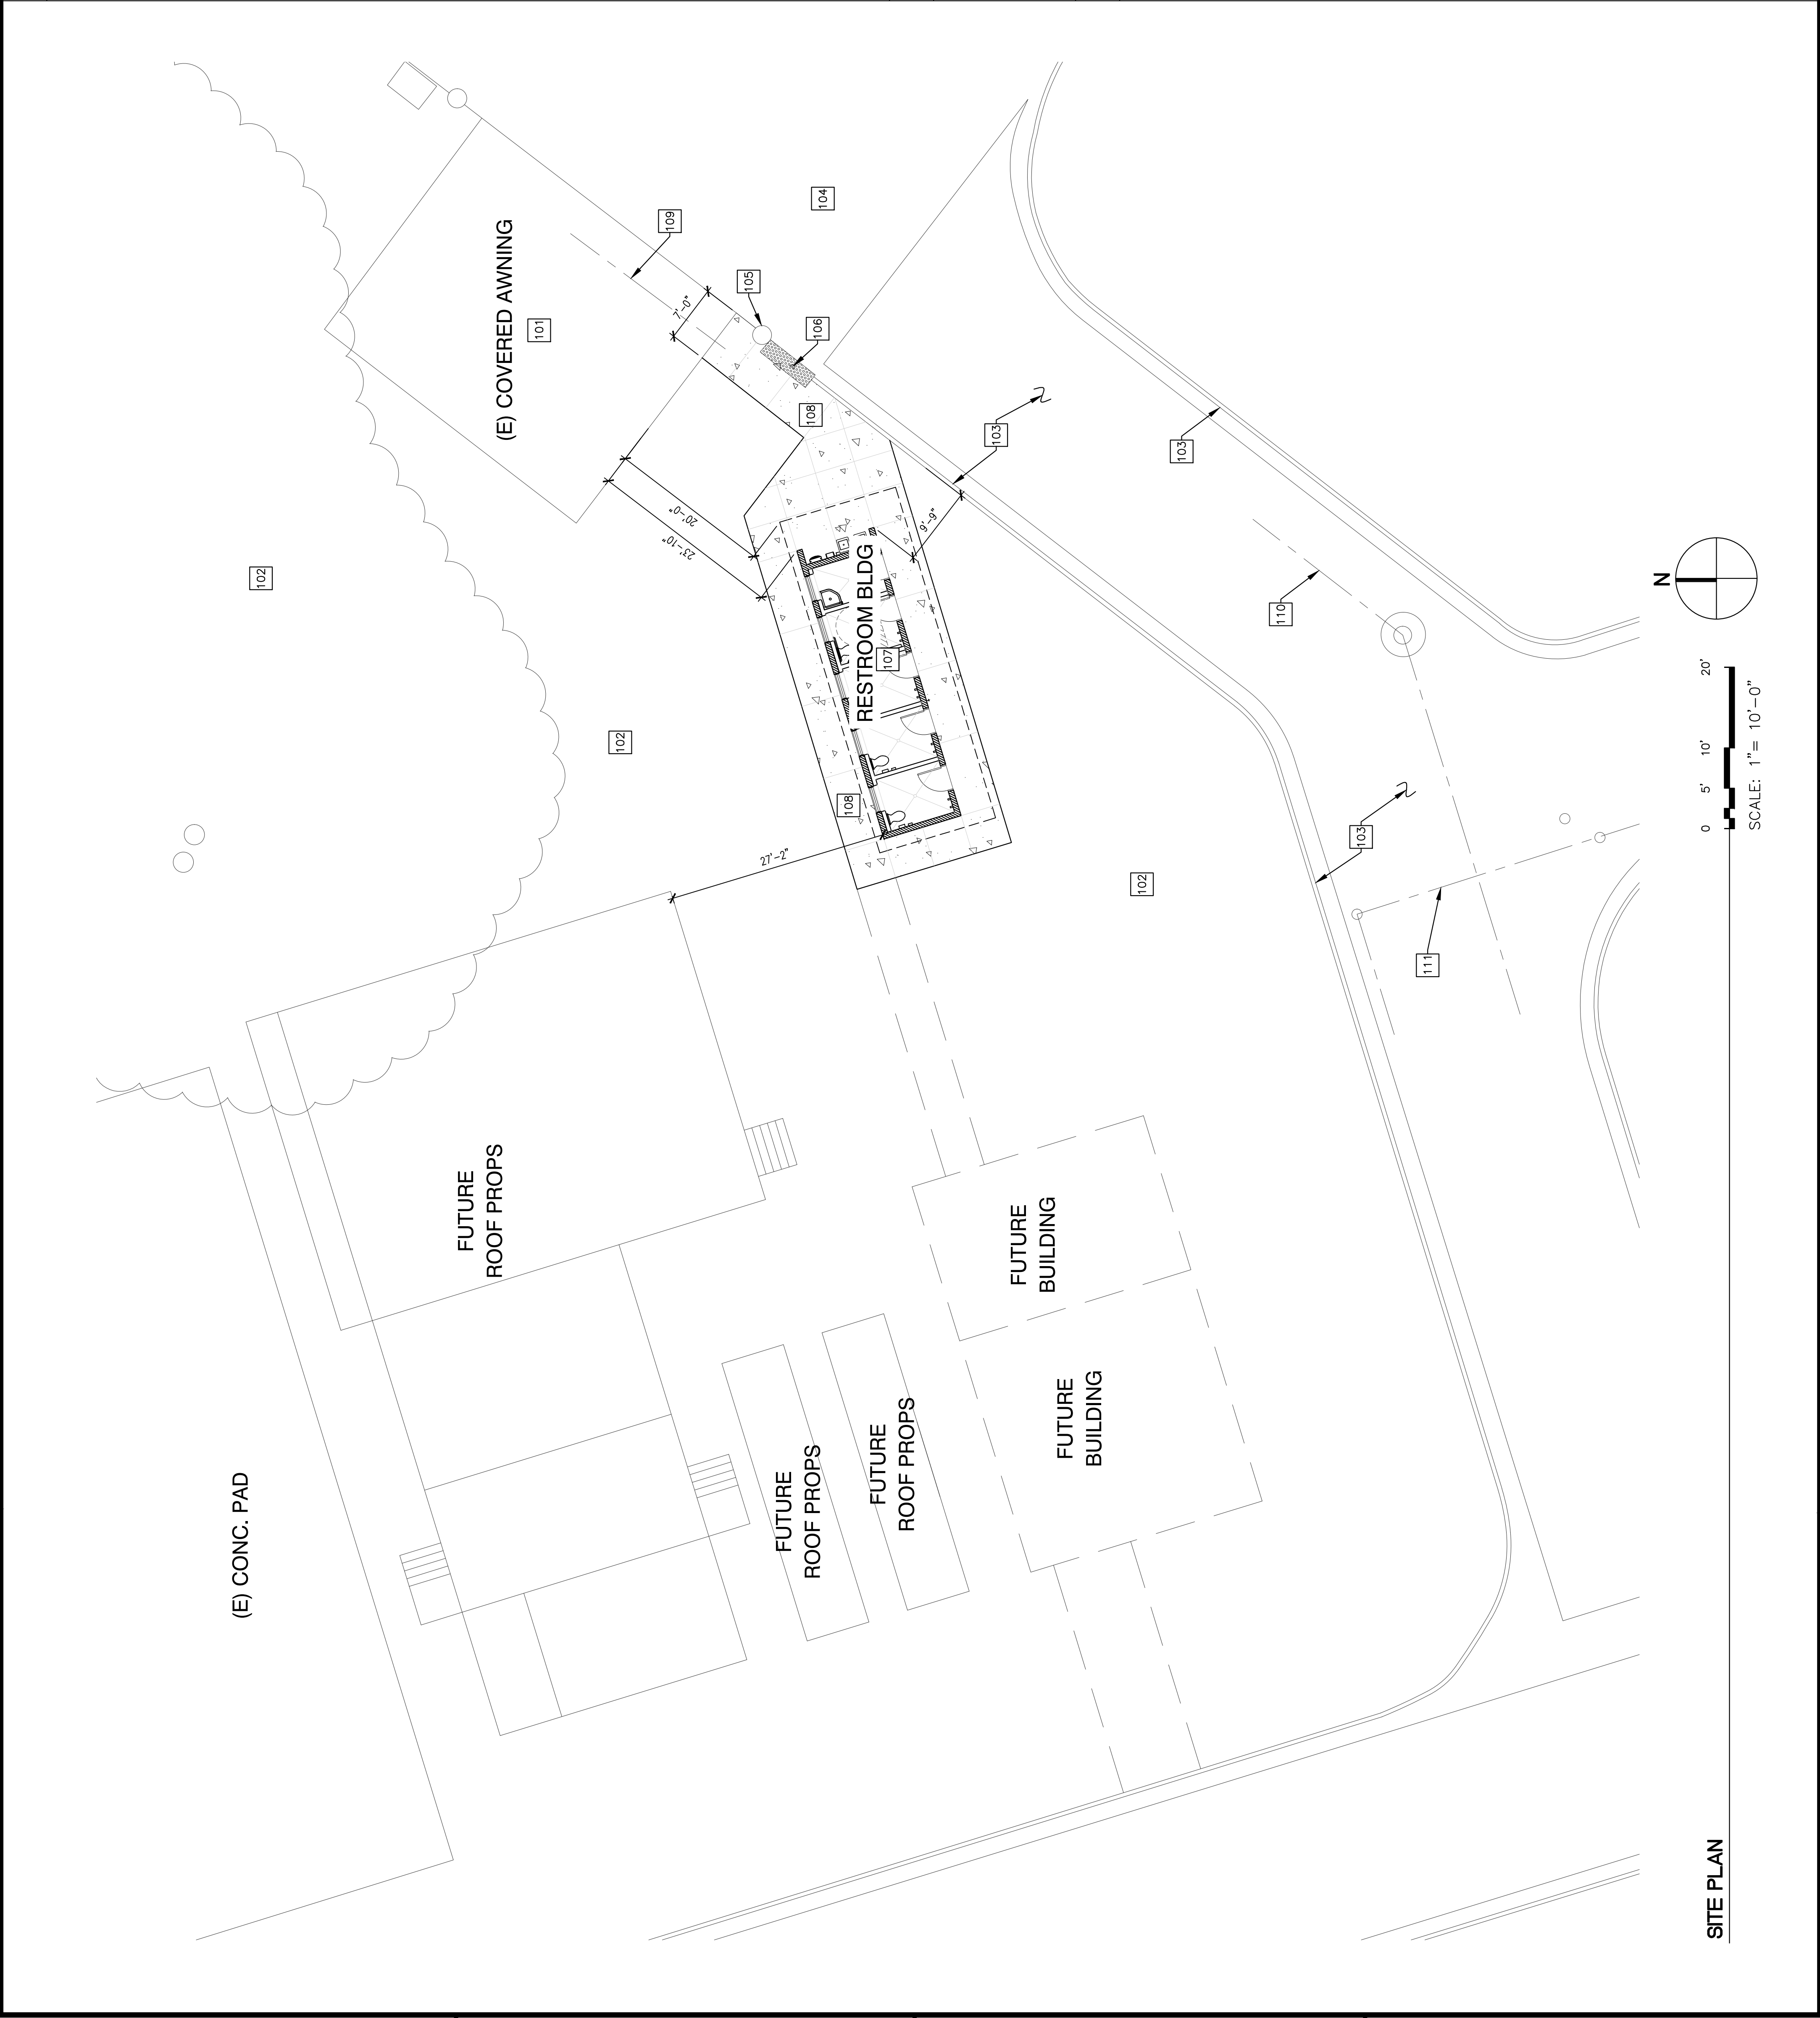 (E) COVERED AWNING
101
102
102
102
103
103
103
104
105
106
107
108
108
109
110
111
7'-0"
20'-0"
23'-10"
9'-9"
27'-2"
RESTROOM BLDG
(E) CONC. PAD
FUTURE
ROOF PROPS
FUTURE
ROOF PROPS
FUTURE
ROOF PROPS
FUTURE
BUILDING
FUTURE
BUILDING
N
SITE PLAN
0 5' 10' 20'
SCALE: 1"= 10'-0"